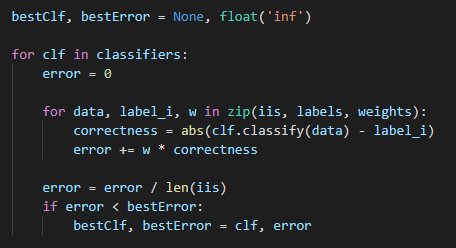 bestClf, bestError = None, float('inf')
for clf in classifiers:
    error = 0
    for data, label_i, w in zip(iis, labels, weights):
        correctness = abs(clf.classify(data) - label_i)
        error += w * correctness
    error = error / len(iis)
    if error < bestError:
        bestClf, bestError = clf, error